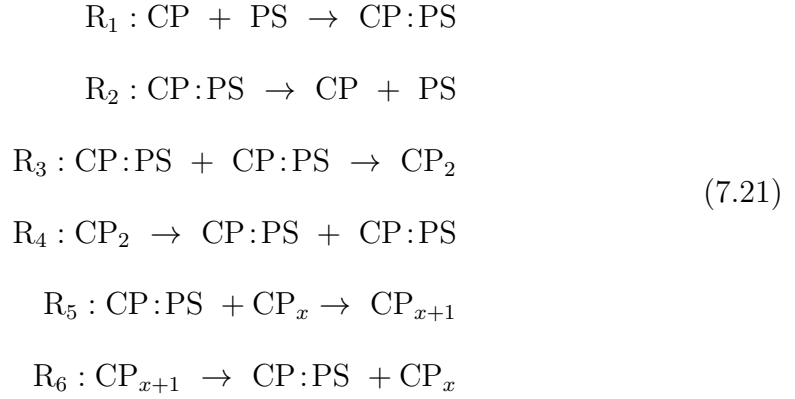 R₁ : CP + PS → CP:PS
R₂ : CP:PS → CP + PS
R₃ : CP:PS + CP:PS → CP₂
(7.21)
R₄ : CP₂ → CP:PS + CP:PS
R₅ : CP:PS + CPₓ → CPₓ₊₁
R₆ : CPₓ₊₁ → CP:PS + CPₓ